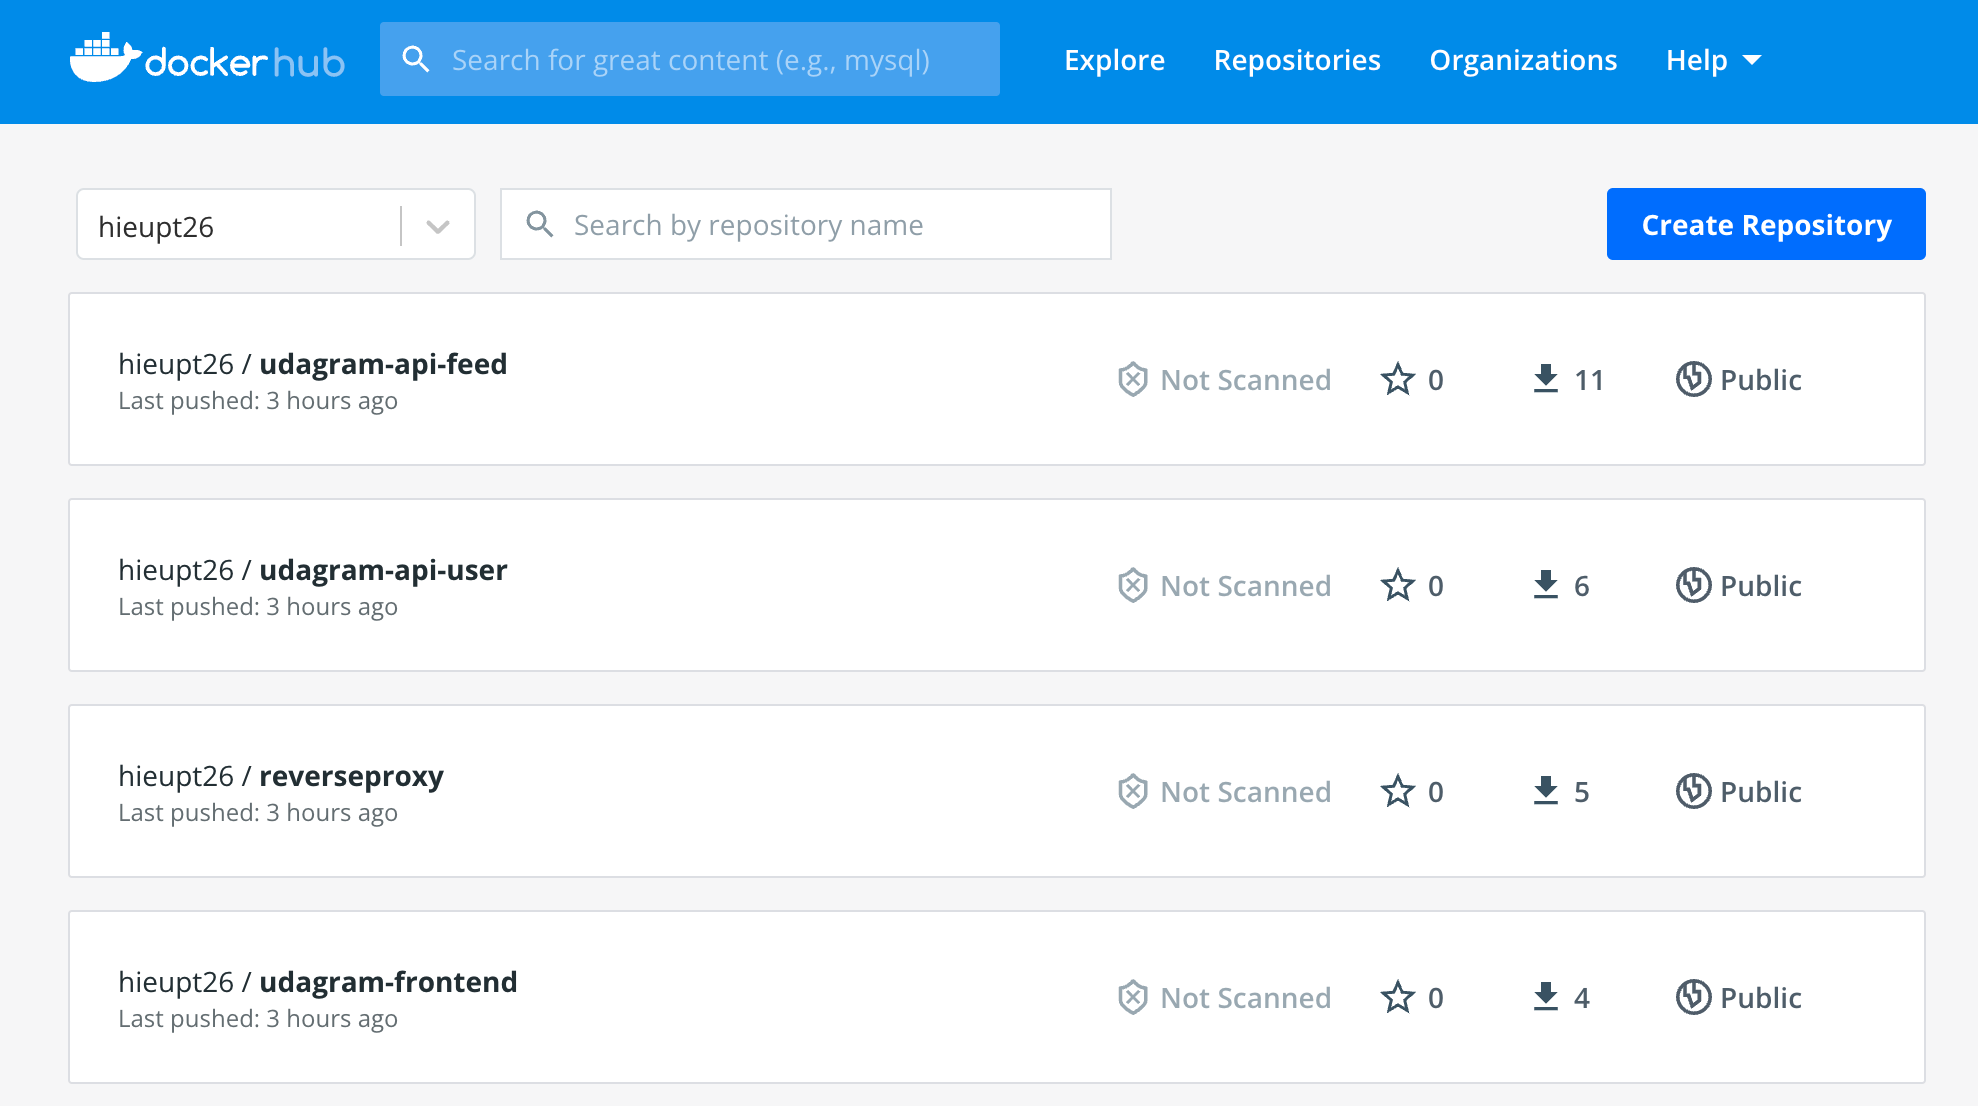 docker hub
Search for great content (e.g., mysql)
Explore
Repositories
Organizations
Help
hieupt26
Search by repository name
Create Repository
hieupt26 / udagram-api-feed
Last pushed: 3 hours ago
Not Scanned
0
11
Public
hieupt26 / udagram-api-user
Last pushed: 3 hours ago
Not Scanned
0
6
Public
hieupt26 / reverseproxy
Last pushed: 3 hours ago
Not Scanned
0
5
Public
hieupt26 / udagram-frontend
Last pushed: 3 hours ago
Not Scanned
0
4
Public